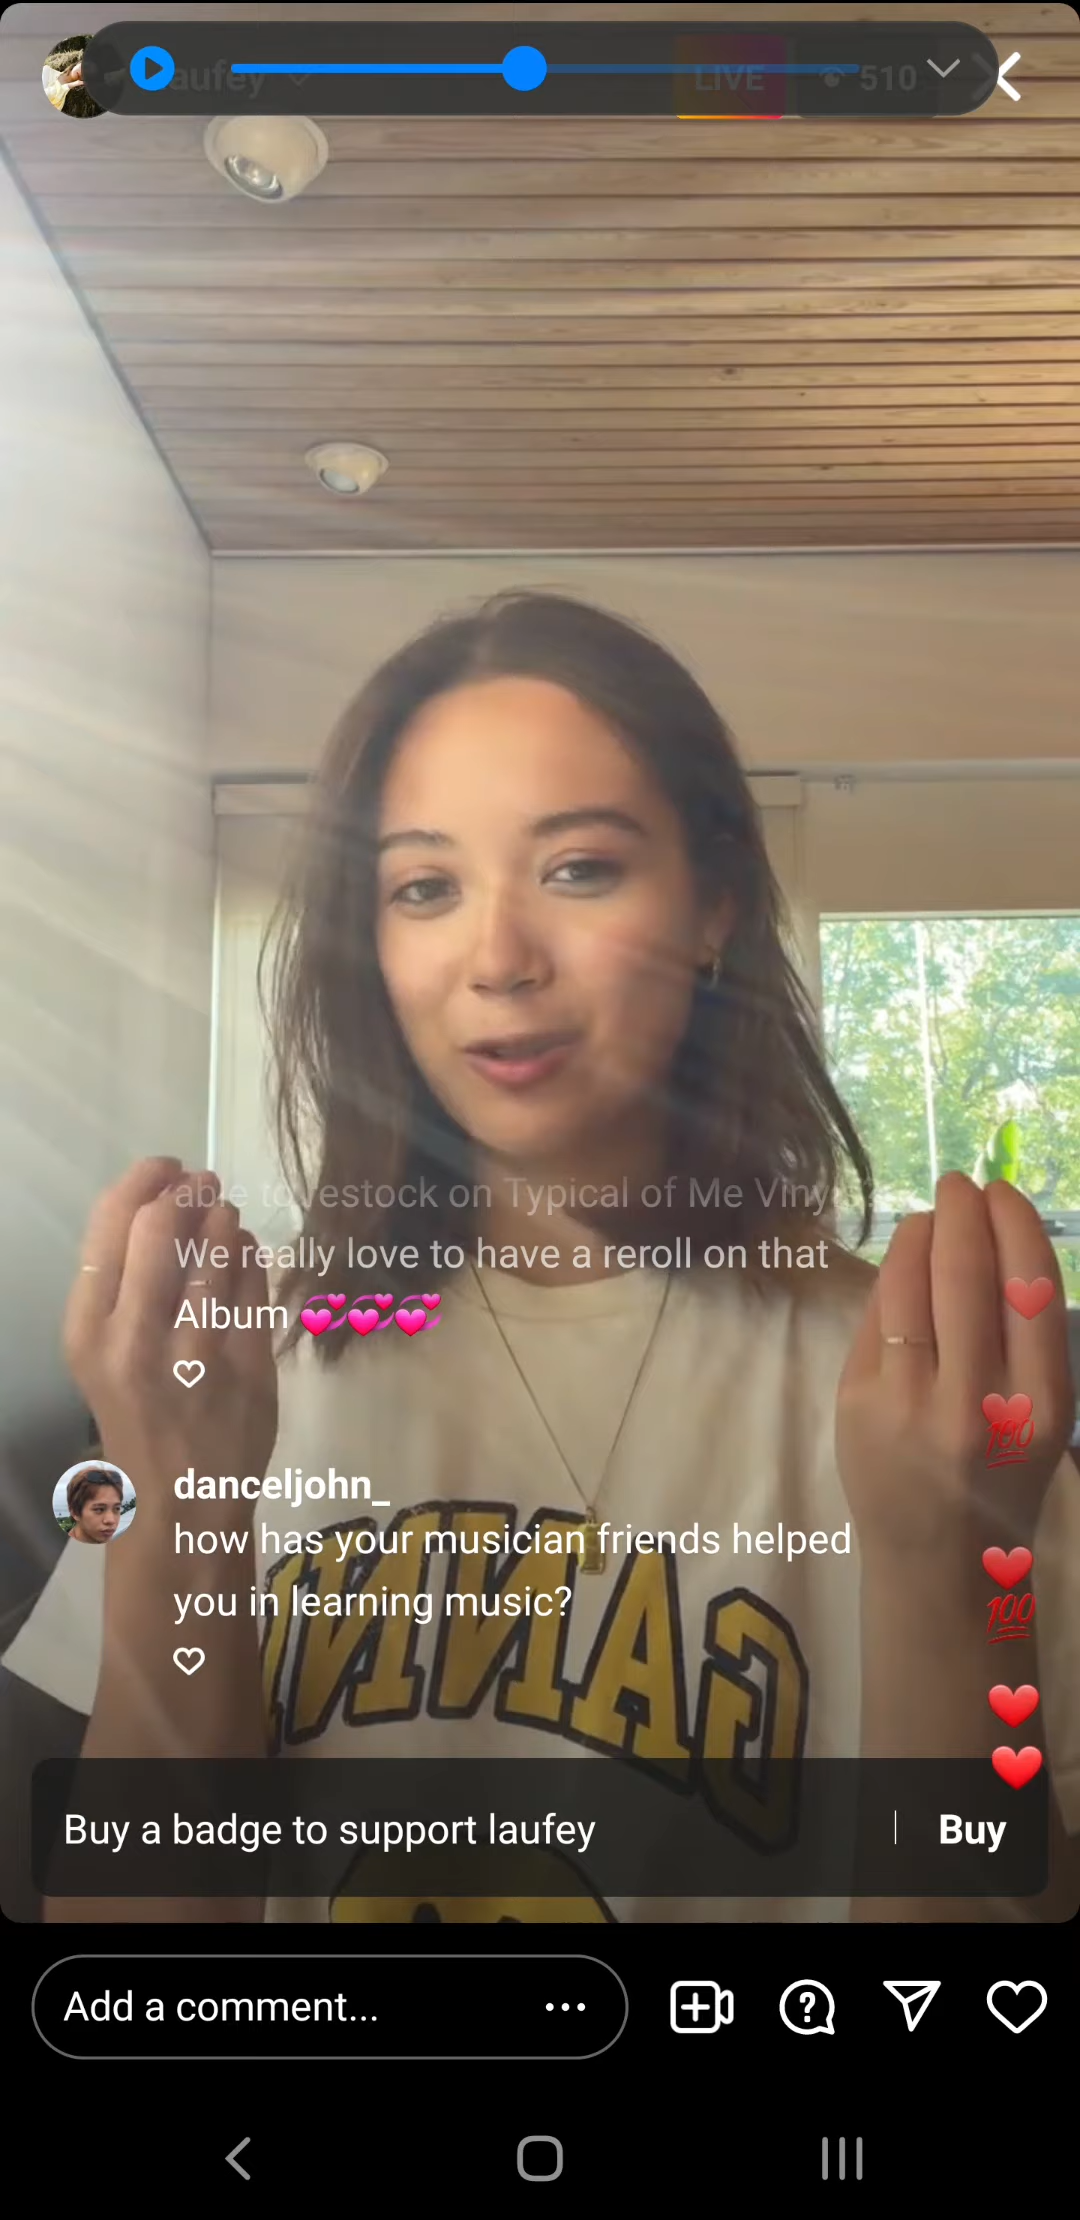 laufey
LIVE 510
able to restock on Typical of Me Vinyl
We really love to have a reroll on that
Album 💞💞💞
danceljohn_
how has your musician friends helped
you in learning music?
GANNI
Buy a badge to support laufey | Buy
Add a comment...